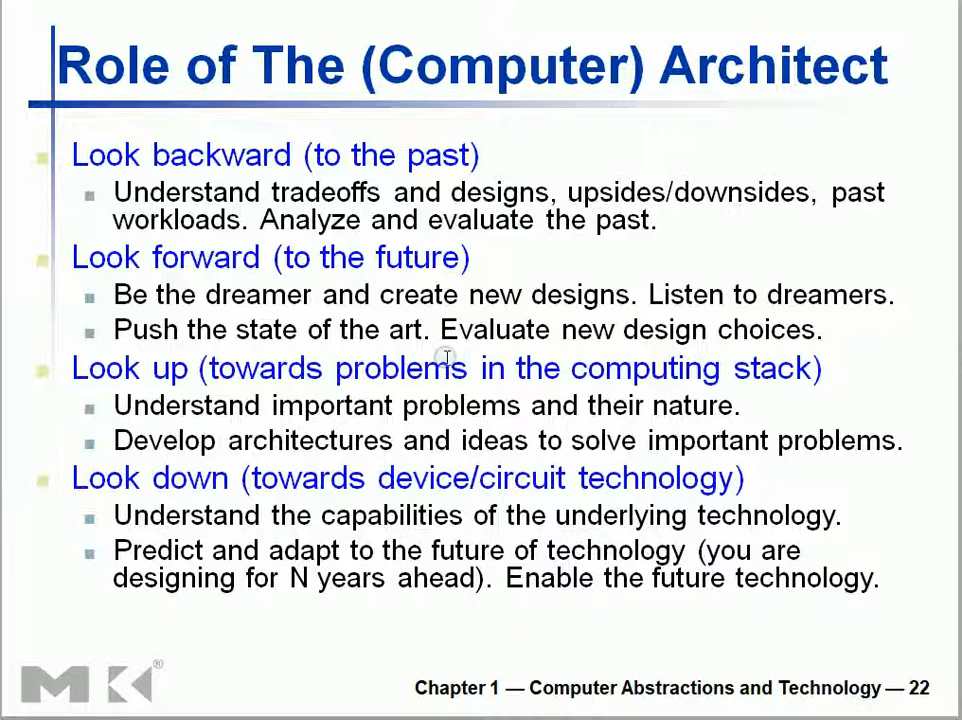 Role of The (Computer) Architect
Look backward (to the past)
Understand tradeoffs and designs, upsides/downsides, past
workloads. Analyze and evaluate the past.
Look forward (to the future)
Be the dreamer and create new designs. Listen to dreamers.
Push the state of the art. Evaluate new design choices.
Look up (towards problems in the computing stack)
Understand important problems and their nature.
Develop architectures and ideas to solve important problems.
Look down (towards device/circuit technology)
Understand the capabilities of the underlying technology.
Predict and adapt to the future of technology (you are
designing for N years ahead). Enable the future technology.
MK®
Chapter 1 — Computer Abstractions and Technology — 22